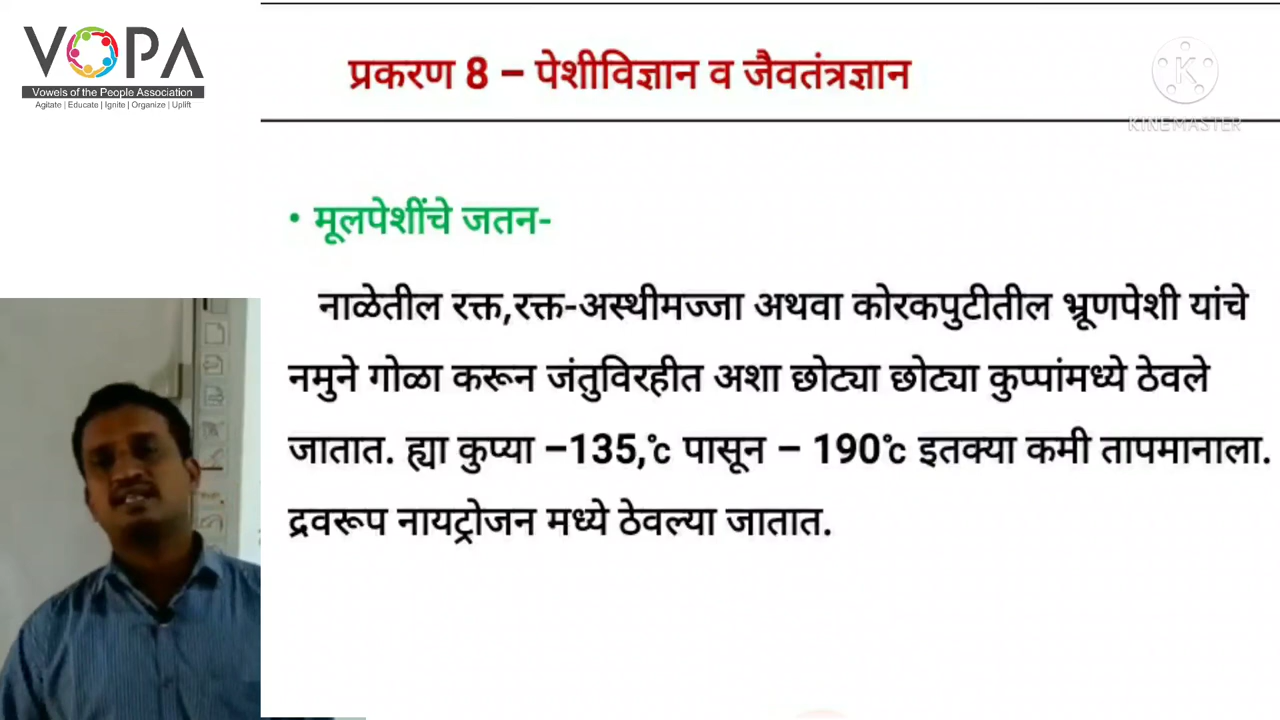 VOPA
Vowels of the People Association
Agitate | Educate | Ignite | Organize | Uplift
प्रकरण 8 – पेशीविज्ञान व जैवतंत्रज्ञान
K
KINEMASTER
• मूलपेशींचे जतन-
नाळेतील रक्त,रक्त-अस्थीमज्जा अथवा कोरकपुटीतील भ्रूणपेशी यांचे
नमुने गोळा करून जंतुविरहीत अशा छोट्या छोट्या कुप्पांमध्ये ठेवले
जातात. ह्या कुप्या –135,℃ पासून – 190℃ इतक्या कमी तापमानाला.
द्रवरूप नायट्रोजन मध्ये ठेवल्या जातात.